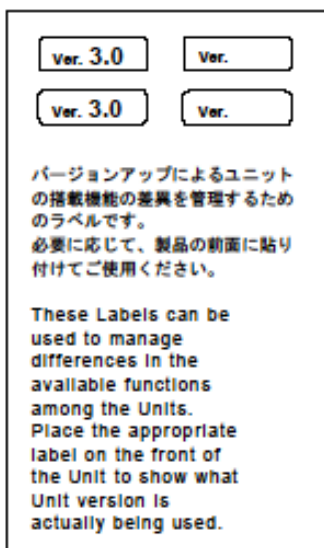 Ver. 3.0 Ver.
Ver. 3.0 Ver.
バージョンアップによるユニット
の搭載機能の差異を管理するため
のラベルです。
必要に応じて、製品の前面に貼り
付けてご使用ください。
These Labels can be
used to manage
differences in the
available functions
among the Units.
Place the appropriate
label on the front of
the Unit to show what
Unit version is
actually being used.